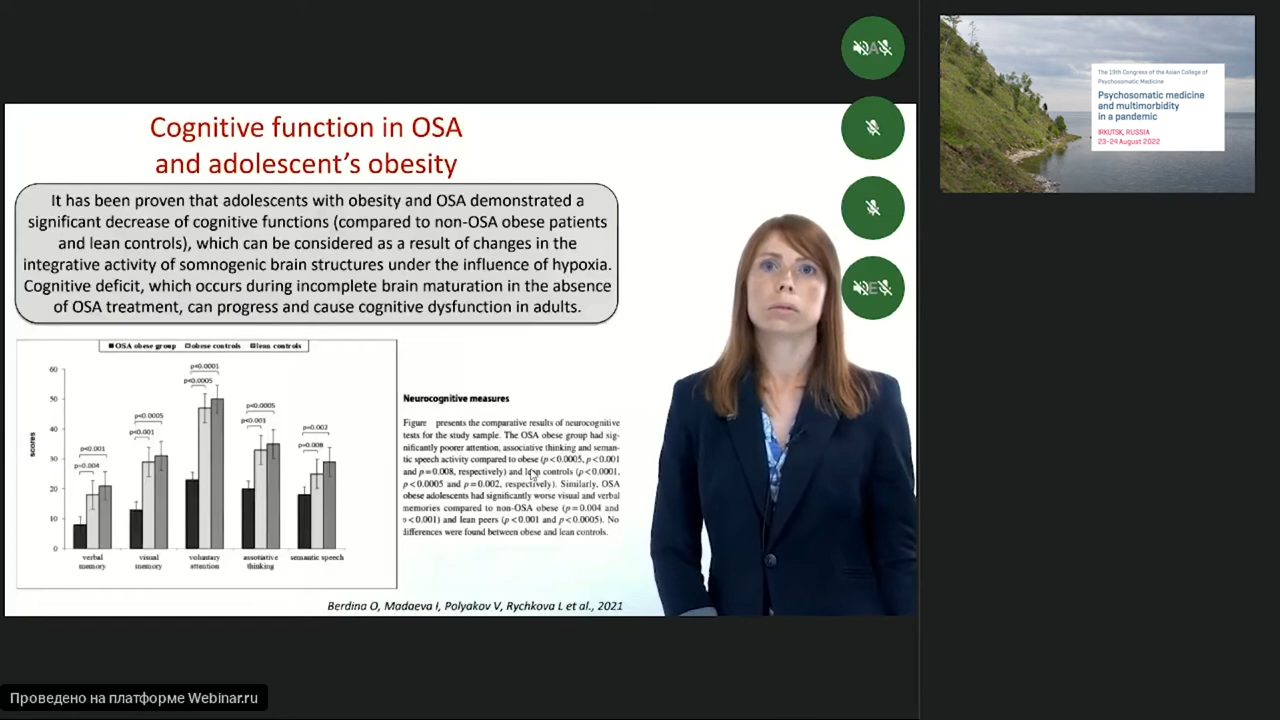 Cognitive function in OSA
and adolescent's obesity
It has been proven that adolescents with obesity and OSA demonstrated a
significant decrease of cognitive functions (compared to non-OSA obese patients
and lean controls), which can be considered as a result of changes in the
integrative activity of somnogenic brain structures under the influence of hypoxia.
Cognitive deficit, which occurs during incomplete brain maturation in the absence
of OSA treatment, can progress and cause cognitive dysfunction in adults.
OSA obese group obese controls lean controls
60
50
40
30
20
10
0
scores
p<0.001
p=0.004
p<0.0005
p<0.001
p<0.0001
p<0.0005
p<0.0005
p<0.001
p=0.002
p=0.008
verbal
memory
visual
memory
voluntary
attention
assotiative
thinking
semantic speech
Neurocognitive measures
Figure presents the comparative results of neurocognitive
tests for the study sample. The OSA obese group had sig-
nificantly poorer attention, associative thinking and seman-
tic speech activity compared to obese (p<0.0005, p<0.001
and p=0.008, respectively) and lean controls (p<0.0001,
p<0.0005 and p=0.002, respectively). Similarly, OSA
obese adolescents had significantly worse visual and verbal
memories compared to non-OSA obese (p=0.004 and
p<0.001) and lean peers (p<0.001 and p<0.0005). No
differences were found between obese and lean controls.
Berdina O, Madaeva I, Polyakov V, Rychkova L et al., 2021
The 19th Congress of the Asian College of
Psychosomatic Medicine
Psychosomatic medicine
and multimorbidity
in a pandemic
IRKUTSK, RUSSIA
23-24 August 2022
Проведено на платформе Webinar.ru